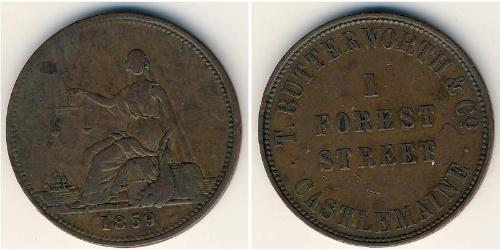 1859
T. BUTTERWORTH & Co.
1
FOREST
STREET
CASTLEMAINE